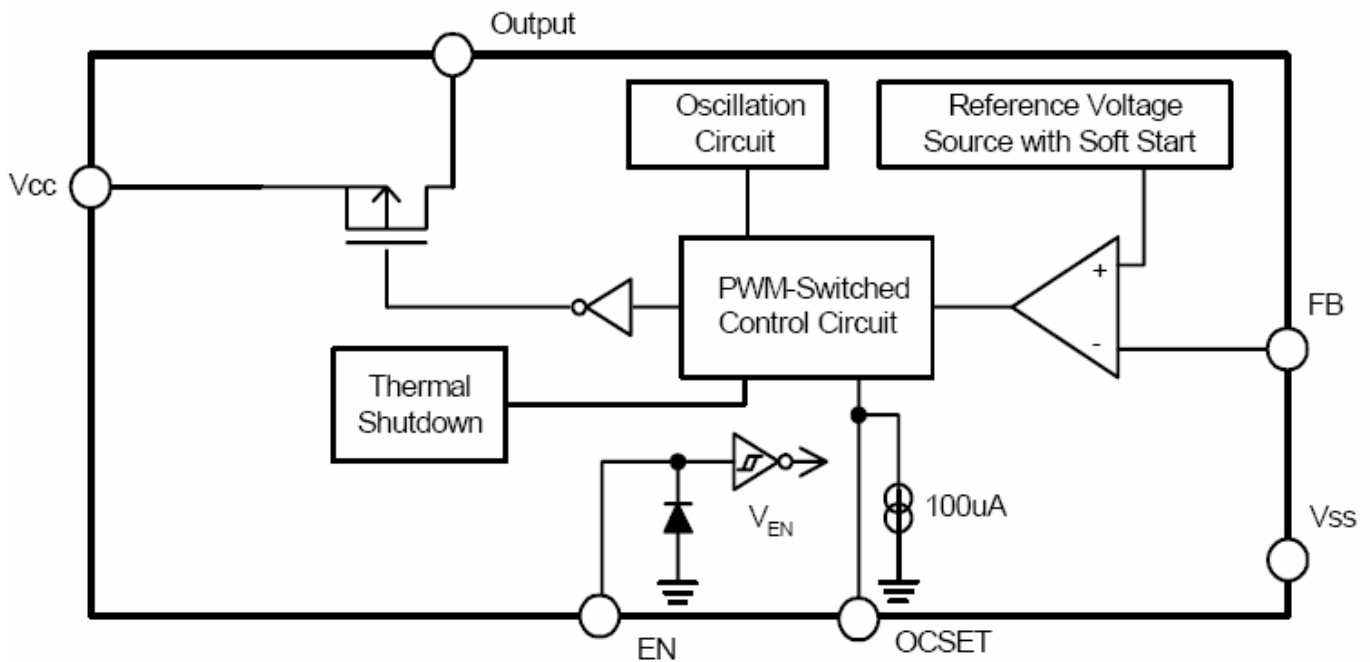 Output
Oscillation
Circuit
Reference Voltage
Source with Soft Start
Vcc
+
PWM-Switched
Control Circuit
FB
-
Thermal
Shutdown
100uA
VEN
Vss
EN
OCSET